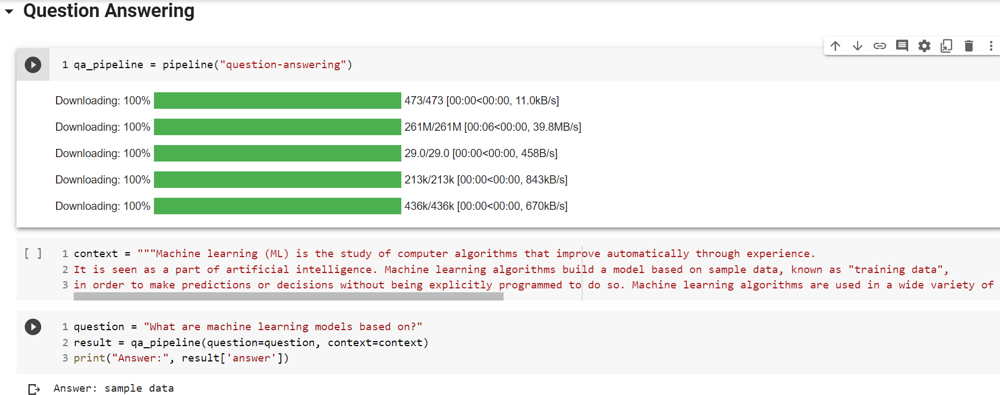 Question Answering
1 qa_pipeline = pipeline("question-answering")
Downloading: 100% 473/473 [00:00<00:00, 11.0kB/s]
Downloading: 100% 261M/261M [00:06<00:00, 39.8MB/s]
Downloading: 100% 29.0/29.0 [00:00<00:00, 458B/s]
Downloading: 100% 213k/213k [00:00<00:00, 843kB/s]
Downloading: 100% 436k/436k [00:00<00:00, 670kB/s]
[ ] 1 context = """Machine learning (ML) is the study of computer algorithms that improve automatically through experience.
2 It is seen as a part of artificial intelligence. Machine learning algorithms build a model based on sample data, known as "training data",
3 in order to make predictions or decisions without being explicitly programmed to do so. Machine learning algorithms are used in a wide variety of
1 question = "What are machine learning models based on?"
2 result = qa_pipeline(question=question, context=context)
3 print("Answer:", result['answer'])
Answer: sample data